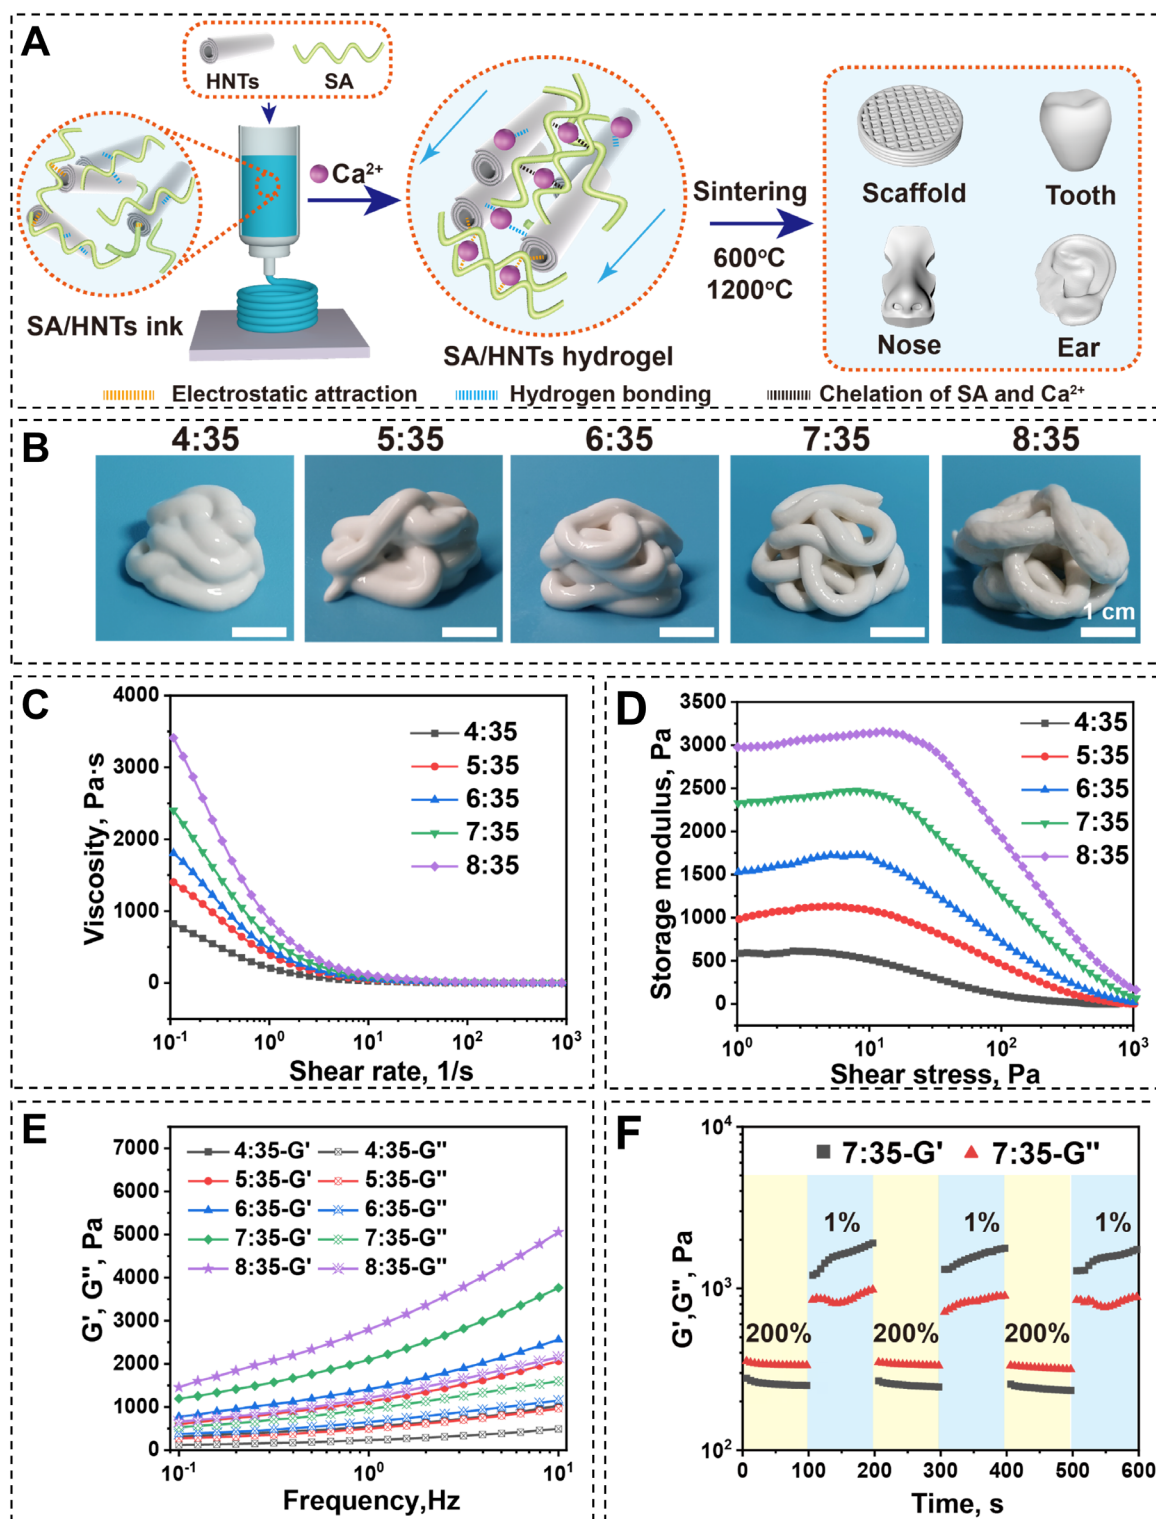 A
HNTs
SA
Ca²⁺
SA/HNTs ink
SA/HNTs hydrogel
Sintering
600°C
1200°C
Scaffold
Tooth
Nose
Ear
Electrostatic attraction
Hydrogen bonding
Chelation of SA and Ca²⁺
B
4:35
5:35
6:35
7:35
8:35
1 cm
C
4000
3000
2000
1000
0
Viscosity, Pa·s
4:35
5:35
6:35
7:35
8:35
10⁻¹ 10⁰ 10¹ 10² 10³
Shear rate, 1/s
D
3500
3000
2500
2000
1500
1000
500
0
Storage modulus, Pa
4:35
5:35
6:35
7:35
8:35
10⁰ 10¹ 10² 10³
Shear stress, Pa
E
7000
6000
5000
4000
3000
2000
1000
0
G', G'', Pa
4:35-G' 4:35-G''
5:35-G' 5:35-G''
6:35-G' 6:35-G''
7:35-G' 7:35-G''
8:35-G' 8:35-G''
10⁻¹ 10⁰ 10¹
Frequency,Hz
F
10⁴
10³
10²
G',G'', Pa
7:35-G' 7:35-G''
1% 1% 1%
200% 200% 200%
0 100 200 300 400 500 600
Time, s